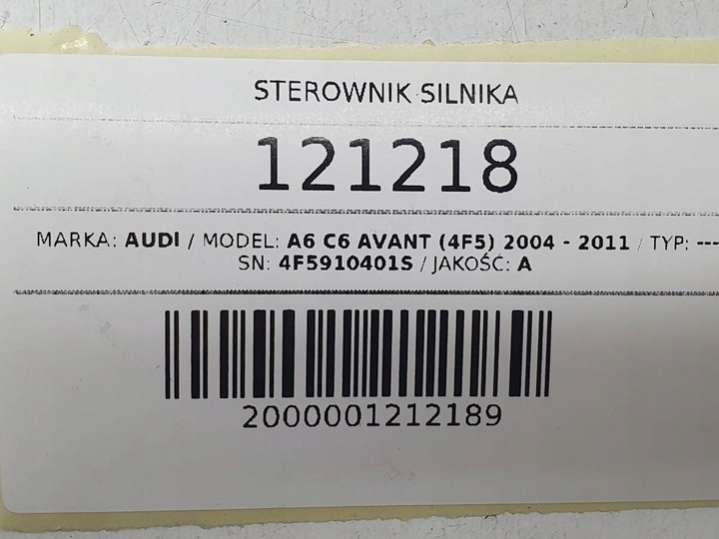 STEROWNIK SILNIKA
121218
MARKA: AUDI / MODEL: A6 C6 AVANT (4F5) 2004 - 2011 / TYP: ---
SN: 4F5910401S / JAKOŚĆ: A
2000001212189